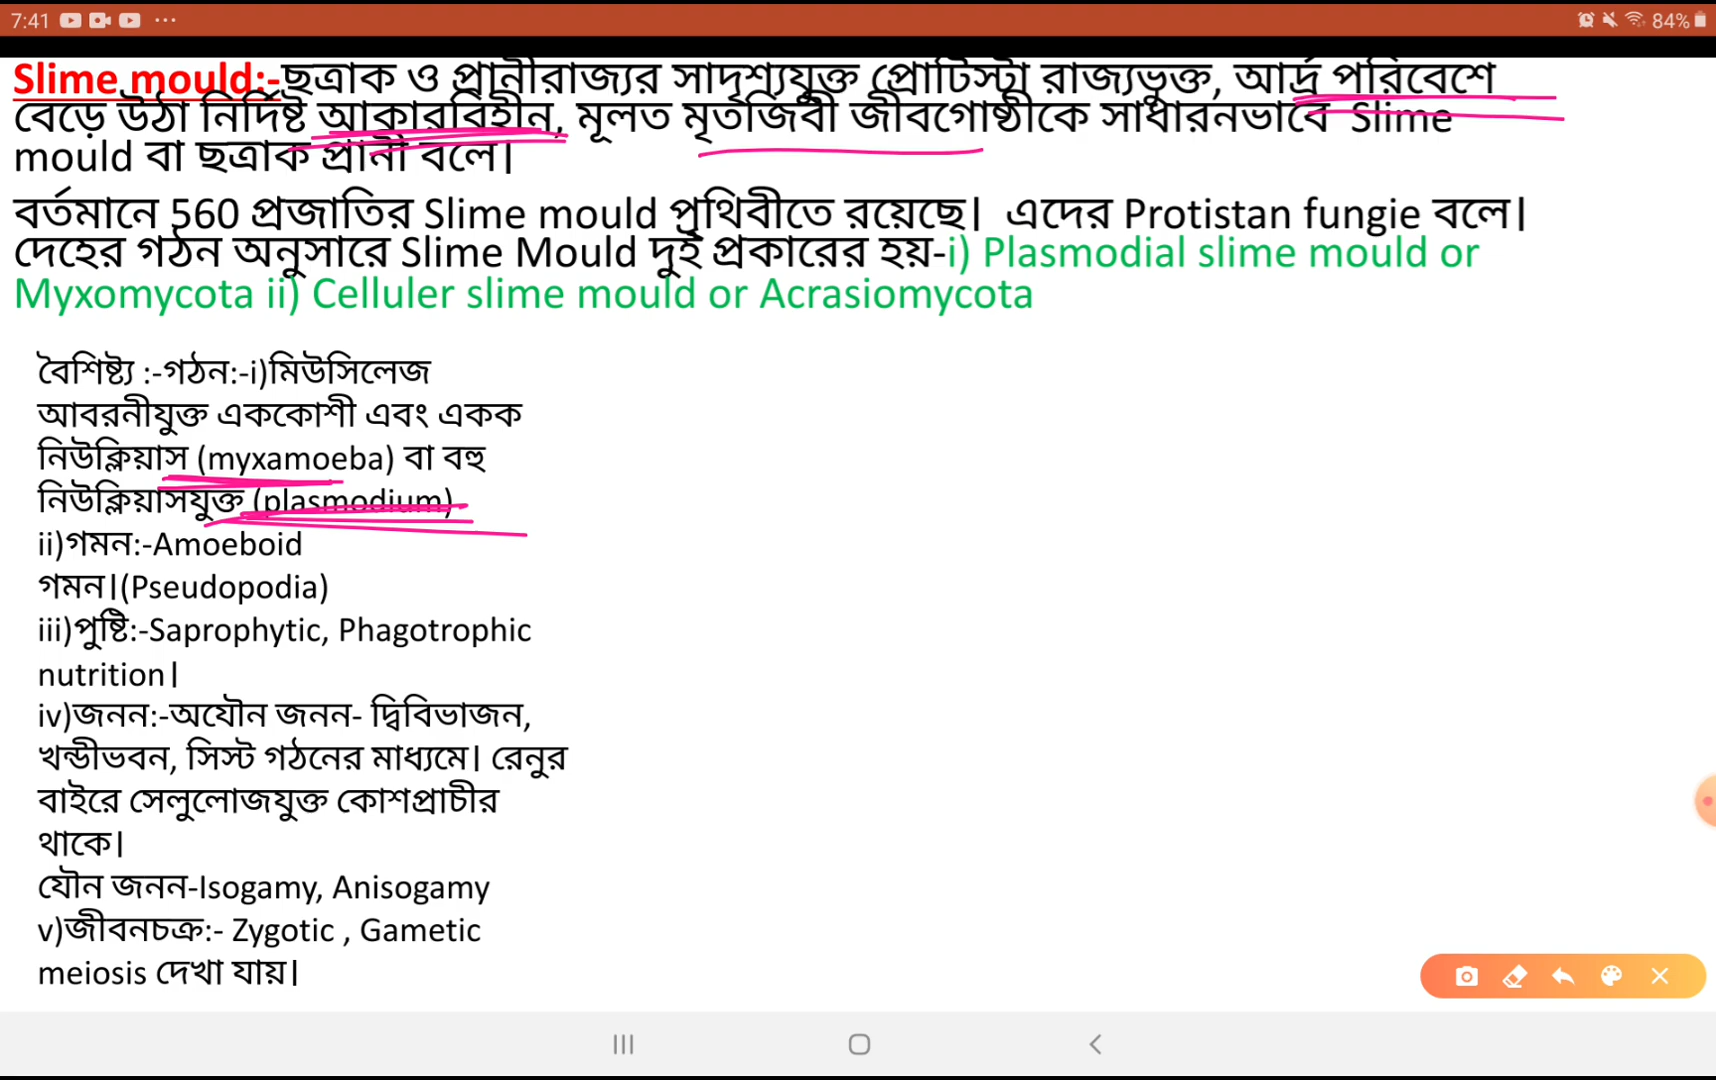 7:41 ... 84%
Slime mould:-ছত্রাক ও প্রানীরাজ্যর সাদৃশ্যযুক্ত প্রোটিস্টা রাজ্যভুক্ত, আর্দ্র পরিবেশে
বেড়ে উঠা নির্দিষ্ট আকারবিহীন, মূলত মৃতজিবী জীবগোষ্ঠীকে সাধারনভাবে Slime
mould বা ছত্রাক প্রানী বলে।
বর্তমানে 560 প্রজাতির Slime mould পৃথিবীতে রয়েছে। এদের Protistan fungie বলে।
দেহের গঠন অনুসারে Slime Mould দুই প্রকারের হয়-i) Plasmodial slime mould or
Myxomycota ii) Celluler slime mould or Acrasiomycota
বৈশিষ্ট্য :-গঠন:-i)মিউসিলেজ
আবরনীযুক্ত এককোশী এবং একক
নিউক্লিয়াস (myxamoeba) বা বহু
নিউক্লিয়াসযুক্ত (plasmodium)
ii)গমন:-Amoeboid
গমন।(Pseudopodia)
iii)পুষ্টি:-Saprophytic, Phagotrophic
nutrition।
iv)জনন:-অযৌন জনন- দ্বিবিভাজন,
খন্ডীভবন, সিস্ট গঠনের মাধ্যমে। রেনুর
বাইরে সেলুলোজযুক্ত কোশপ্রাচীর
থাকে।
যৌন জনন-Isogamy, Anisogamy
v)জীবনচক্র:- Zygotic , Gametic
meiosis দেখা যায়।